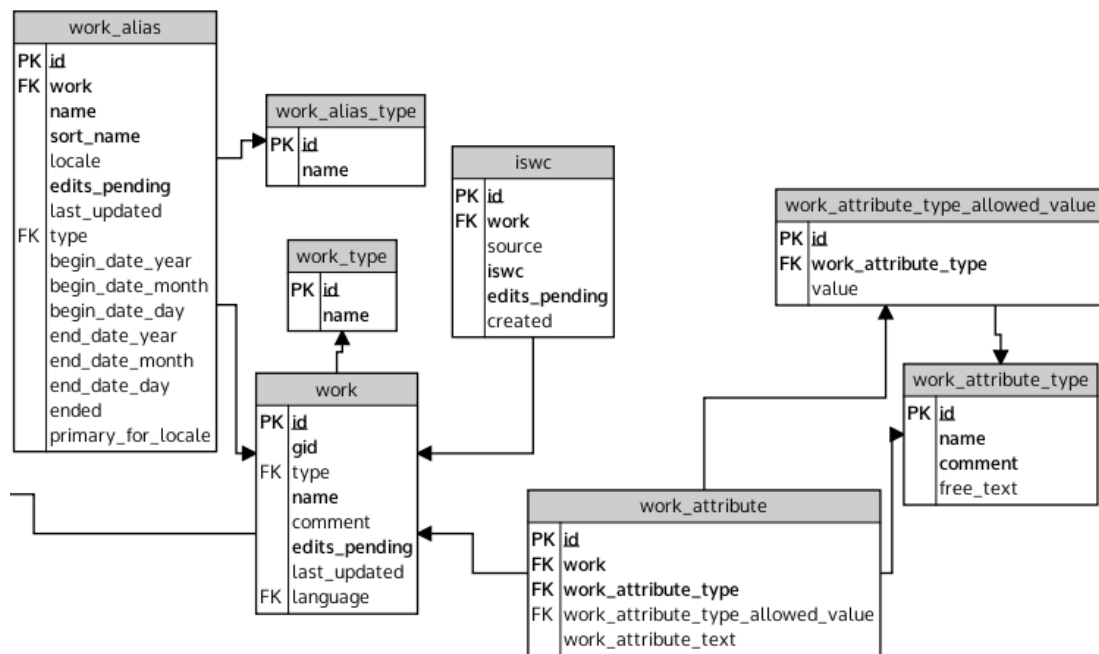 work_alias
PK id
FK work
name
sort_name
locale
edits_pending
last_updated
FK type
begin_date_year
begin_date_month
begin_date_day
end_date_year
end_date_month
end_date_day
ended
primary_for_locale
work_alias_type
PK id
name
work_type
PK id
name
iswc
PK id
FK work
source
iswc
edits_pending
created
work
PK id
gid
FK type
name
comment
edits_pending
last_updated
FK language
work_attribute_type_allowed_value
PK id
FK work_attribute_type
value
work_attribute_type
PK id
name
comment
free_text
work_attribute
PK id
FK work
FK work_attribute_type
FK work_attribute_type_allowed_value
work_attribute_text